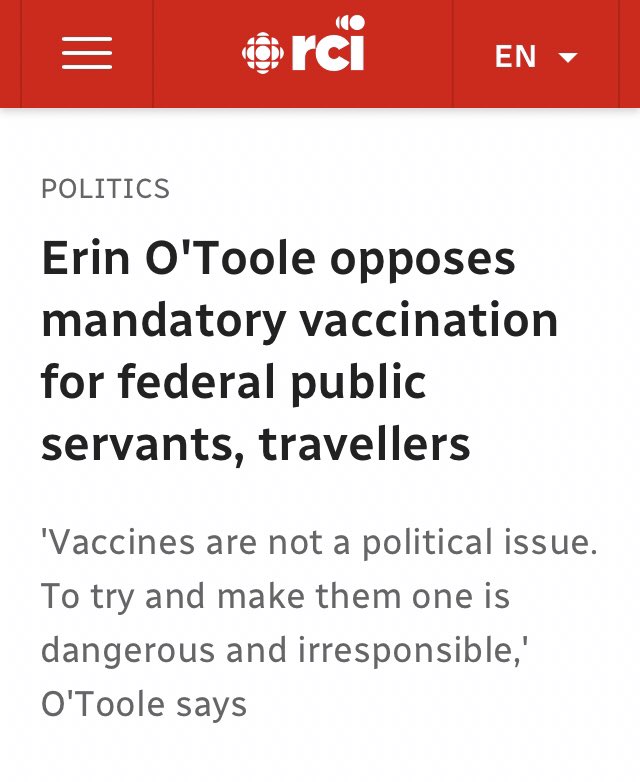 rci
EN
POLITICS
Erin O'Toole opposes
mandatory vaccination
for federal public
servants, travellers
'Vaccines are not a political issue.
To try and make them one is
dangerous and irresponsible,'
O'Toole says